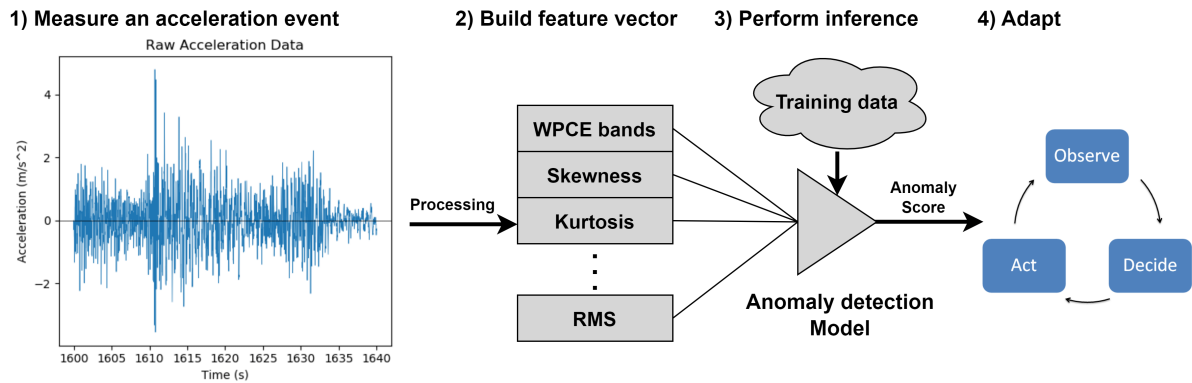 1) Measure an acceleration event
2) Build feature vector
3) Perform inference
4) Adapt
Raw Acceleration Data
Acceleration (m/s^2)
4
2
0
−2
1600 1605 1610 1615 1620 1625 1630 1635 1640
Time (s)
Processing
WPCE bands
Skewness
Kurtosis
RMS
Training data
Anomaly detection
Model
Anomaly
Score
Observe
Act
Decide